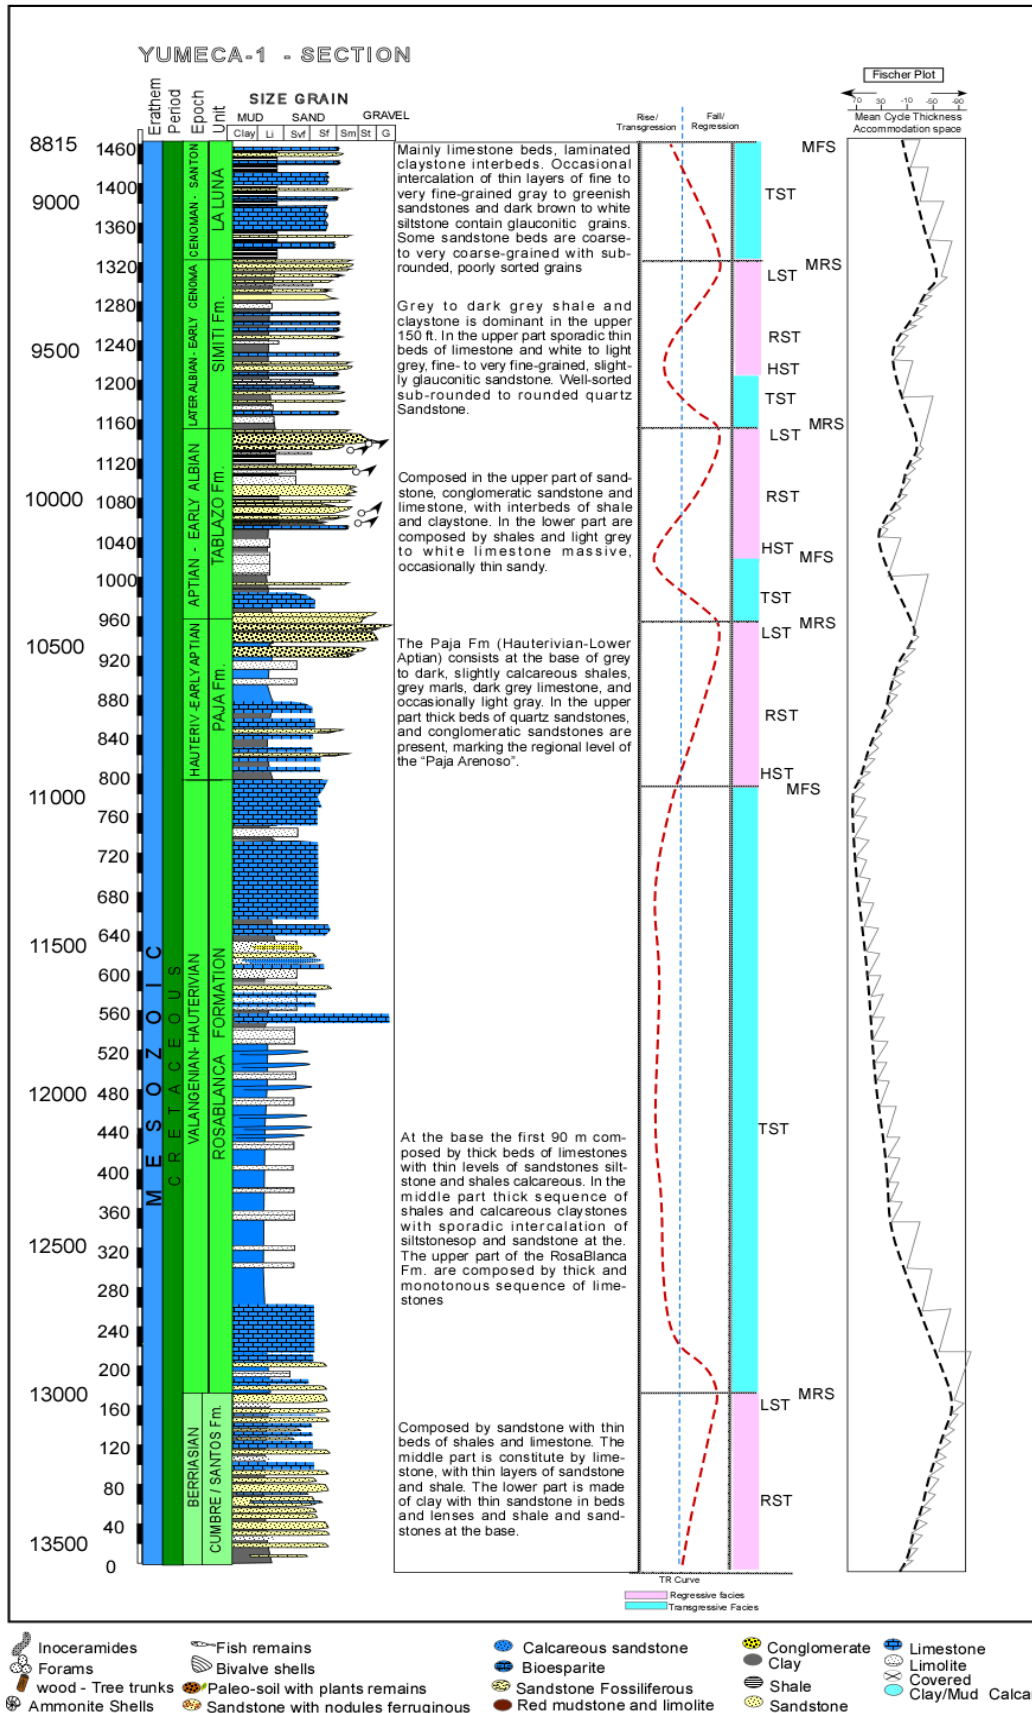 YUMECA-1 - SECTION
Erathem
Period
Epoch
Unit
SIZE GRAIN
MUD SAND GRAVEL
Clay Li Svf Sf Sm St G
Rise/
Transgression
Fall/
Regression
Fischer Plot
70 30 -10 -50 -90
Mean Cycle Thickness
Accommodation space
8815
9000
9500
10000
10500
11000
11500
12000
12500
13000
13500
1460
1400
1360
1320
1280
1240
1200
1160
1120
1080
1040
1000
960
920
880
840
800
760
720
680
640
600
560
520
480
440
400
360
320
280
240
200
160
120
80
40
0
MESOZOIC
CRETACEOUS
CENOMAN - SANTON
LA LUNA
LATER ALBIAN - EARLY CENOMA
SIMITI Fm.
APTIAN - EARLY ALBIAN
TABLAZO Fm.
HAUTERIV -EARLY APTIAN
PAJA Fm.
VALANGENIAN- HAUTERIVIAN
ROSABLANCA FORMATION
BERRIASIAN
CUMBRE / SANTOS Fm.
Mainly limestone beds, laminated
claystone interbeds. Occasional
intercalation of thin layers of fine to
very fine-grained gray to greenish
sandstones and dark brown to white
siltstone contain glauconitic grains.
Some sandstone beds are coarse-
to very coarse-grained with sub-
rounded, poorly sorted grains
Grey to dark grey shale and
claystone is dominant in the upper
150 ft. In the upper part sporadic thin
beds of limestone and white to light
grey, fine- to very fine-grained, slight-
ly glauconitic sandstone. Well-sorted
sub-rounded to rounded quartz
Sandstone.
Composed in the upper part of sand-
stone, conglomeratic sandstone and
limestone, with interbeds of shale
and claystone. In the lower part are
composed by shales and light grey
to white limestone massive,
occasionally thin sandy.
The Paja Fm (Hauterivian-Lower
Aptian) consists at the base of grey
to dark, slightly calcareous shales,
grey marls, dark grey limestone, and
occasionally light gray. In the upper
part thick beds of quartz sandstones,
and conglomeratic sandstones are
present, marking the regional level of
the "Paja Arenoso".
At the base the first 90 m com-
posed by thick beds of limestones
with thin levels of sandstones silt-
stone and shales calcareous. In the
middle part thick sequence of
shales and calcareous claystones
with sporadic intercalation of
siltstonesop and sandstone at the.
The upper part of the RosaBlanca
Fm. are composed by thick and
monotonous sequence of lime-
stones
Composed by sandstone with thin
beds of shales and limestone. The
middle part is constitute by lime-
stone, with thin layers of sandstone
and shale. The lower part is made
of clay with thin sandstone in beds
and lenses and shale and sand-
stones at the base.
MFS
TST
MRS
LST
RST
HST
TST
MRS
LST
RST
HST
MFS
TST
MRS
LST
RST
HST
MFS
TST
MRS
LST
RST
TR Curve
Regressive facies
Transgressive Facies
Inoceramides
Forams
wood - Tree trunks
Ammonite Shells
Fish remains
Bivalve shells
Paleo-soil with plants remains
Sandstone with nodules ferruginous
Calcareous sandstone
Bioesparite
Sandstone Fossiliferous
Red mudstone and limolite
Conglomerate
Clay
Shale
Sandstone
Limestone
Limolite
Covered
Clay/Mud Calcar